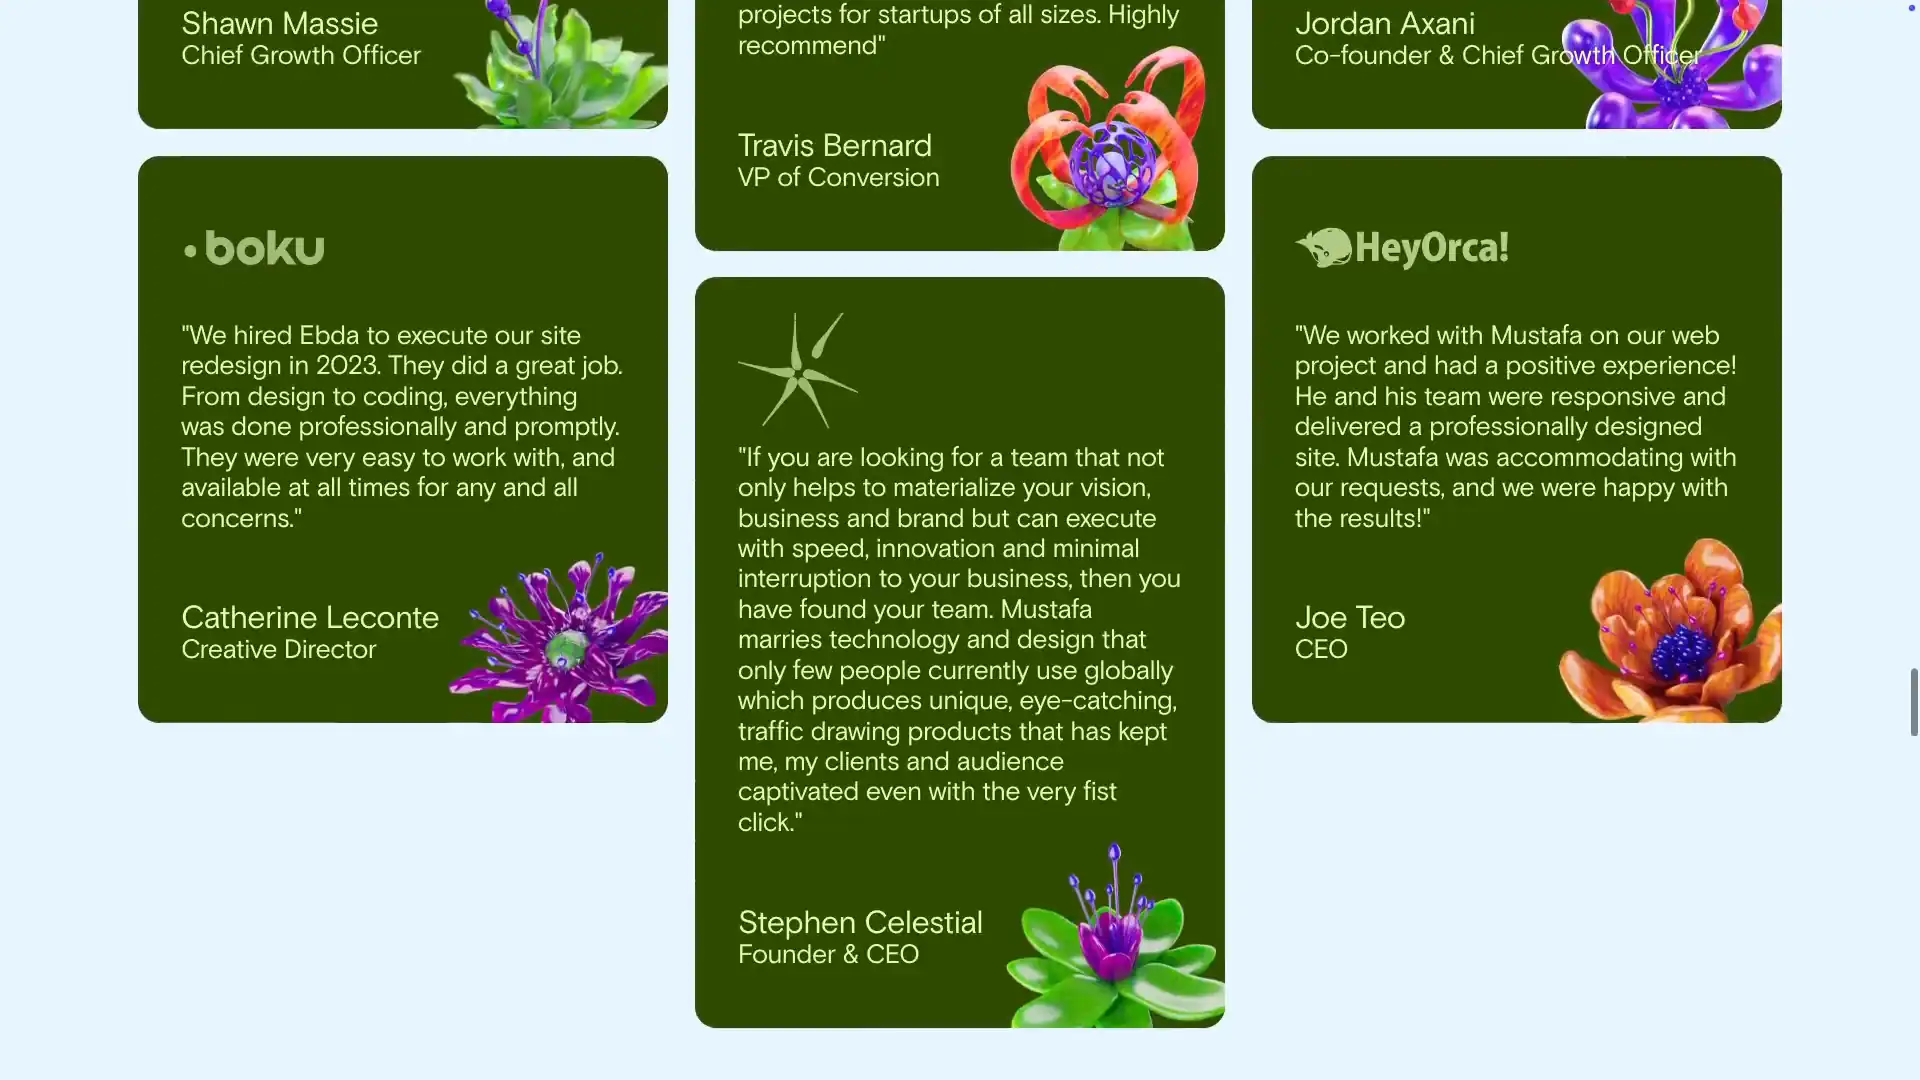 Shawn Massie
Chief Growth Officer
projects for startups of all sizes. Highly
recommend"
Travis Bernard
VP of Conversion
Jordan Axani
Co-founder & Chief Growth Officer
boku
"We hired Ebda to execute our site
redesign in 2023. They did a great job.
From design to coding, everything
was done professionally and promptly.
They were very easy to work with, and
available at all times for any and all
concerns."
Catherine Leconte
Creative Director
"If you are looking for a team that not
only helps to materialize your vision,
business and brand but can execute
with speed, innovation and minimal
interruption to your business, then you
have found your team. Mustafa
marries technology and design that
only few people currently use globally
which produces unique, eye-catching,
traffic drawing products that has kept
me, my clients and audience
captivated even with the very fist
click."
Stephen Celestial
Founder & CEO
HeyOrca!
"We worked with Mustafa on our web
project and had a positive experience!
He and his team were responsive and
delivered a professionally designed
site. Mustafa was accommodating with
our requests, and we were happy with
the results!"
Joe Teo
CEO